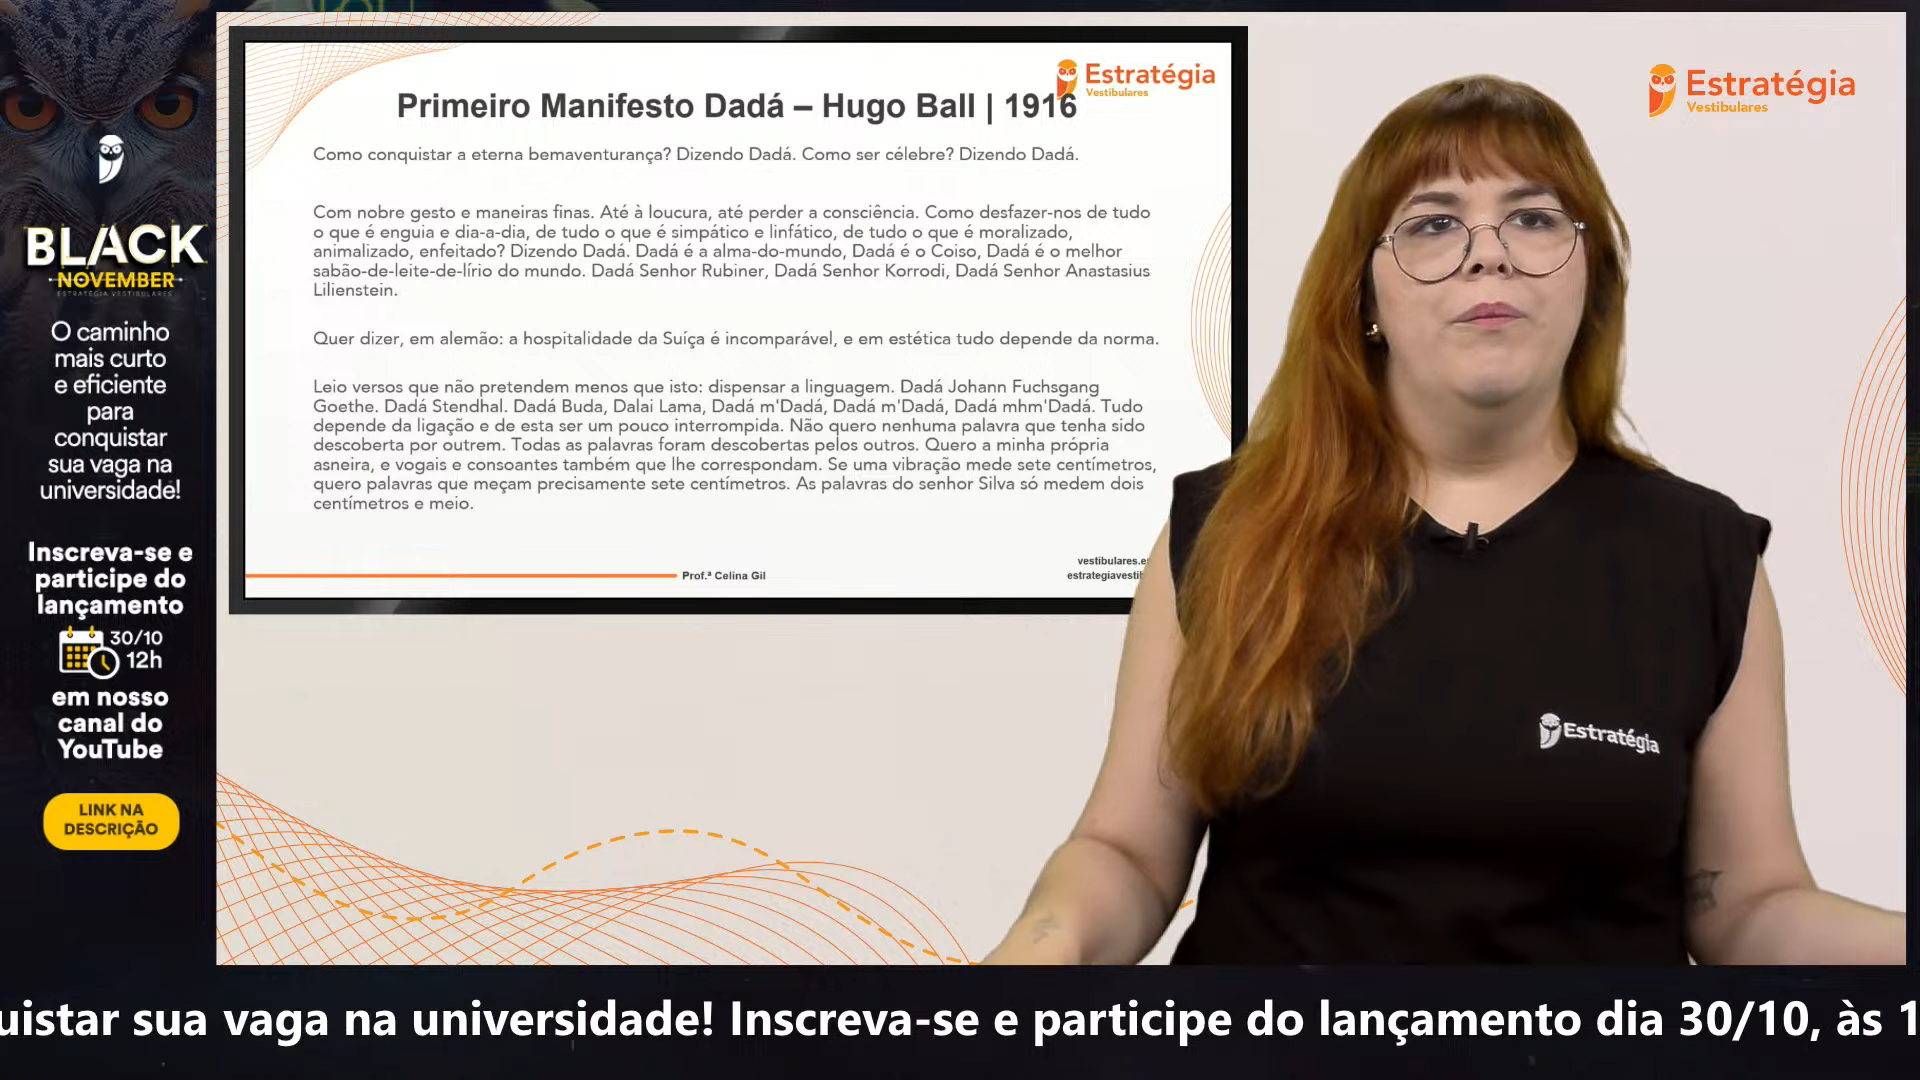 BLACK
NOVEMBER
ESTRATÉGIA VESTIBULARES
O caminho
mais curto
e eficiente
para
conquistar
sua vaga na
universidade!
Inscreva-se e
participe do
lançamento
30/10
12h
em nosso
canal do
YouTube
LINK NA
DESCRIÇÃO
Estratégia
Vestibulares
Primeiro Manifesto Dadá – Hugo Ball | 1916
Como conquistar a eterna bemaventurança? Dizendo Dadá. Como ser célebre? Dizendo Dadá.
Com nobre gesto e maneiras finas. Até à loucura, até perder a consciência. Como desfazer-nos de tudo
o que é enguia e dia-a-dia, de tudo o que é simpático e linfático, de tudo o que é moralizado,
animalizado, enfeitado? Dizendo Dadá. Dadá é a alma-do-mundo, Dadá é o Coiso, Dadá é o melhor
sabão-de-leite-de-lírio do mundo. Dadá Senhor Rubiner, Dadá Senhor Korrodi, Dadá Senhor Anastasius
Lilienstein.
Quer dizer, em alemão: a hospitalidade da Suíça é incomparável, e em estética tudo depende da norma.
Leio versos que não pretendem menos que isto: dispensar a linguagem. Dadá Johann Fuchsgang
Goethe. Dadá Stendhal. Dadá Buda, Dalai Lama, Dadá m'Dadá, Dadá m'Dadá, Dadá mhm'Dadá. Tudo
depende da ligação e de esta ser um pouco interrompida. Não quero nenhuma palavra que tenha sido
descoberta por outrem. Todas as palavras foram descobertas pelos outros. Quero a minha própria
asneira, e vogais e consoantes também que lhe correspondam. Se uma vibração mede sete centímetros,
quero palavras que meçam precisamente sete centímetros. As palavras do senhor Silva só medem dois
centímetros e meio.
Prof.ª Celina Gil
vestibulares.e
estrategiavesti
Estratégia
Vestibulares
Estratégia
uistar sua vaga na universidade! Inscreva-se e participe do lançamento dia 30/10, às 1